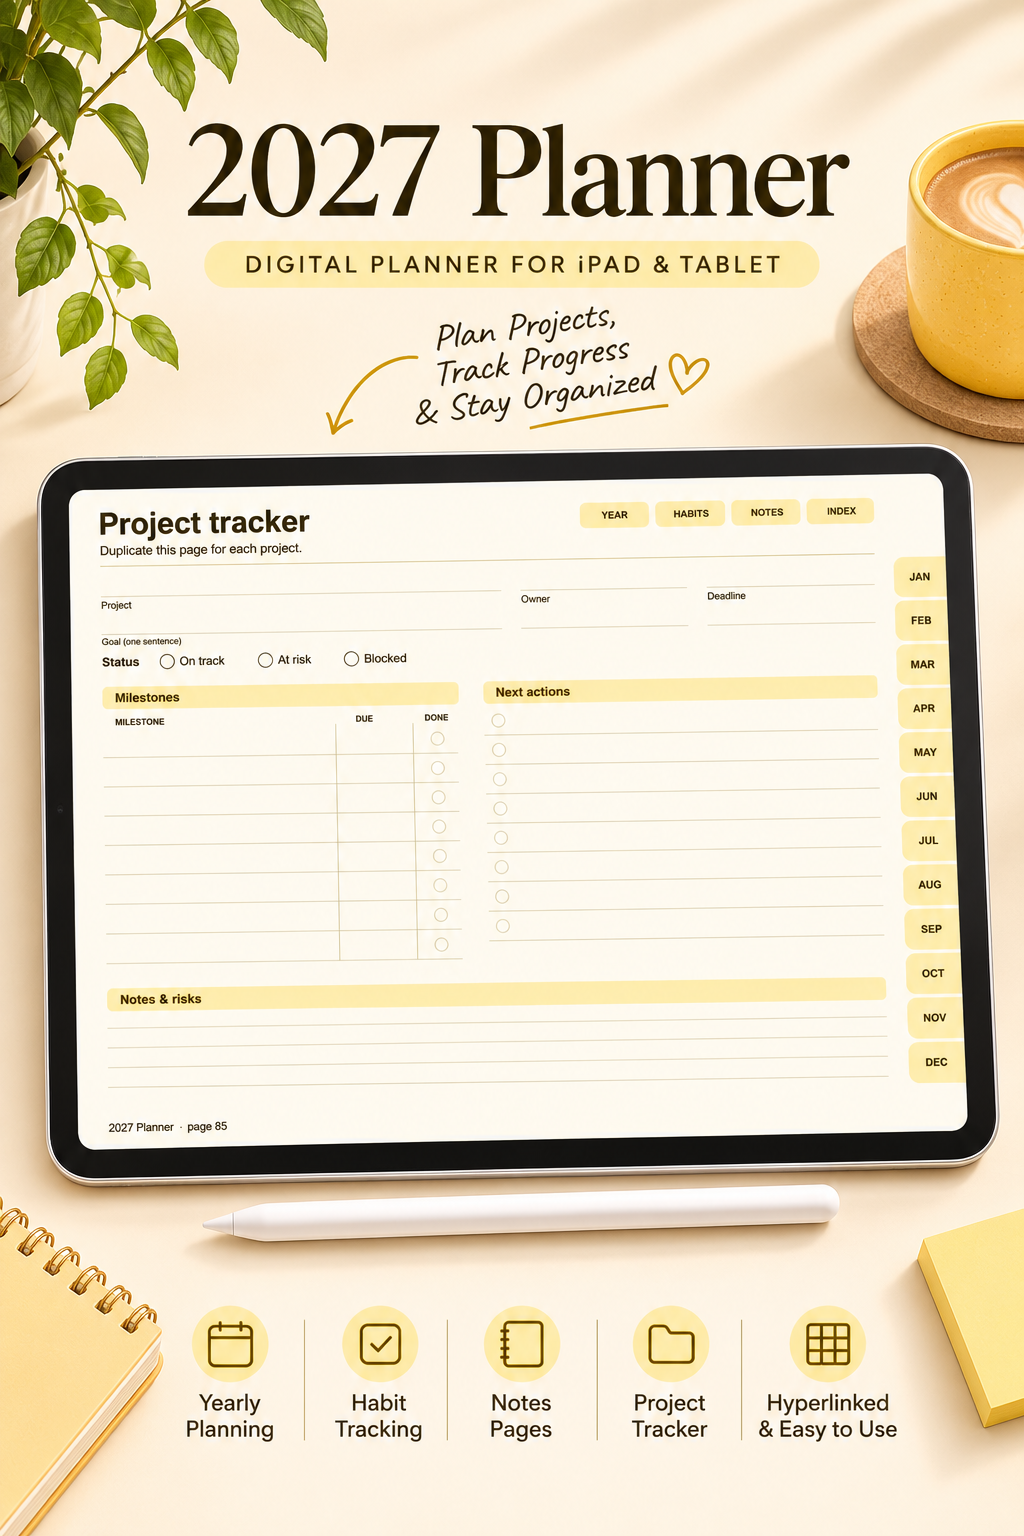 2027 Planner
DIGITAL PLANNER FOR iPAD & TABLET
Plan Projects,
Track Progress
& Stay Organized
Project tracker
Duplicate this page for each project.
YEAR
HABITS
NOTES
INDEX
JAN
FEB
MAR
APR
MAY
JUN
JUL
AUG
SEP
OCT
NOV
DEC
Project
Owner
Deadline
Goal (one sentence)
Status
On track
At risk
Blocked
Milestones
MILESTONE
DUE
DONE
Next actions
Notes & risks
2027 Planner · page 85
Yearly
Planning
Habit
Tracking
Notes
Pages
Project
Tracker
Hyperlinked
& Easy to Use